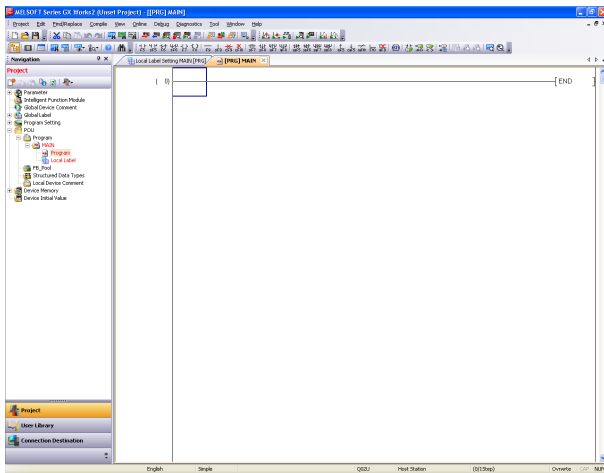 MELSOFT Series GX Works2 (Unset Project) - [[PRG] MAIN]
Project Edit Find/Replace Compile View Online Debug Diagnostics Tool Window Help
Navigation
Local Label Setting MAIN [PRG] [PRG] MAIN
Project
( 0) END
Parameter
Intelligent Function Module
Global Device Comment
Global Label
Program Setting
POU
Program
MAIN
Program
Local Label
FB_Pool
Structured Data Types
Local Device Comment
Device Memory
Device Initial Value
Project
User Library
Connection Destination
English Simple Q02U Host Station (0/1Step) Ovrwrte CAP NUM